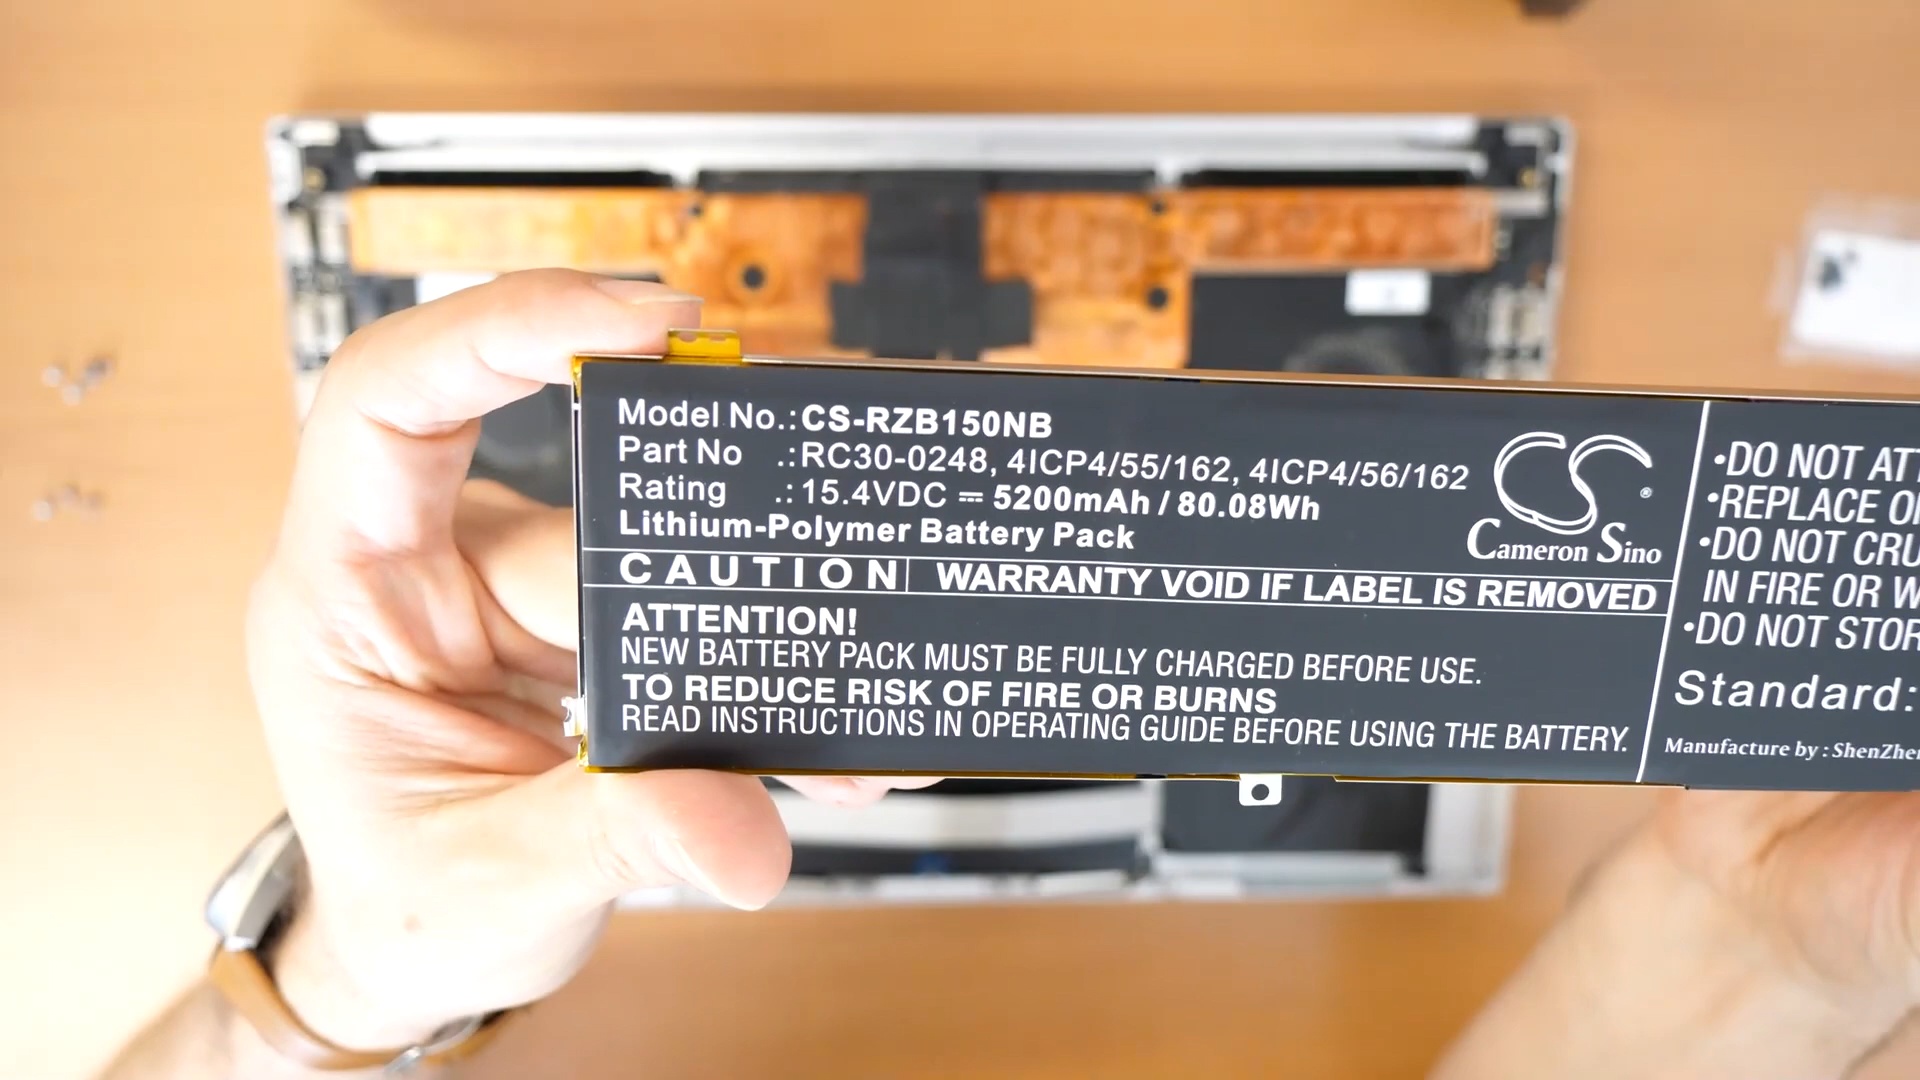 Model No.:CS-RZB150NB
Part No .:RC30-0248, 4ICP4/55/162, 4ICP4/56/162
Rating .:15.4VDC ⎓ 5200mAh / 80.08Wh
Lithium-Polymer Battery Pack
CS®
Cameron Sino
CAUTION| WARRANTY VOID IF LABEL IS REMOVED
ATTENTION!
NEW BATTERY PACK MUST BE FULLY CHARGED BEFORE USE.
TO REDUCE RISK OF FIRE OR BURNS
READ INSTRUCTIONS IN OPERATING GUIDE BEFORE USING THE BATTERY.
•DO NOT
•REPLACE
•DO NOT
IN FIRE OR
•DO NOT
Standard:
Manufacture by :